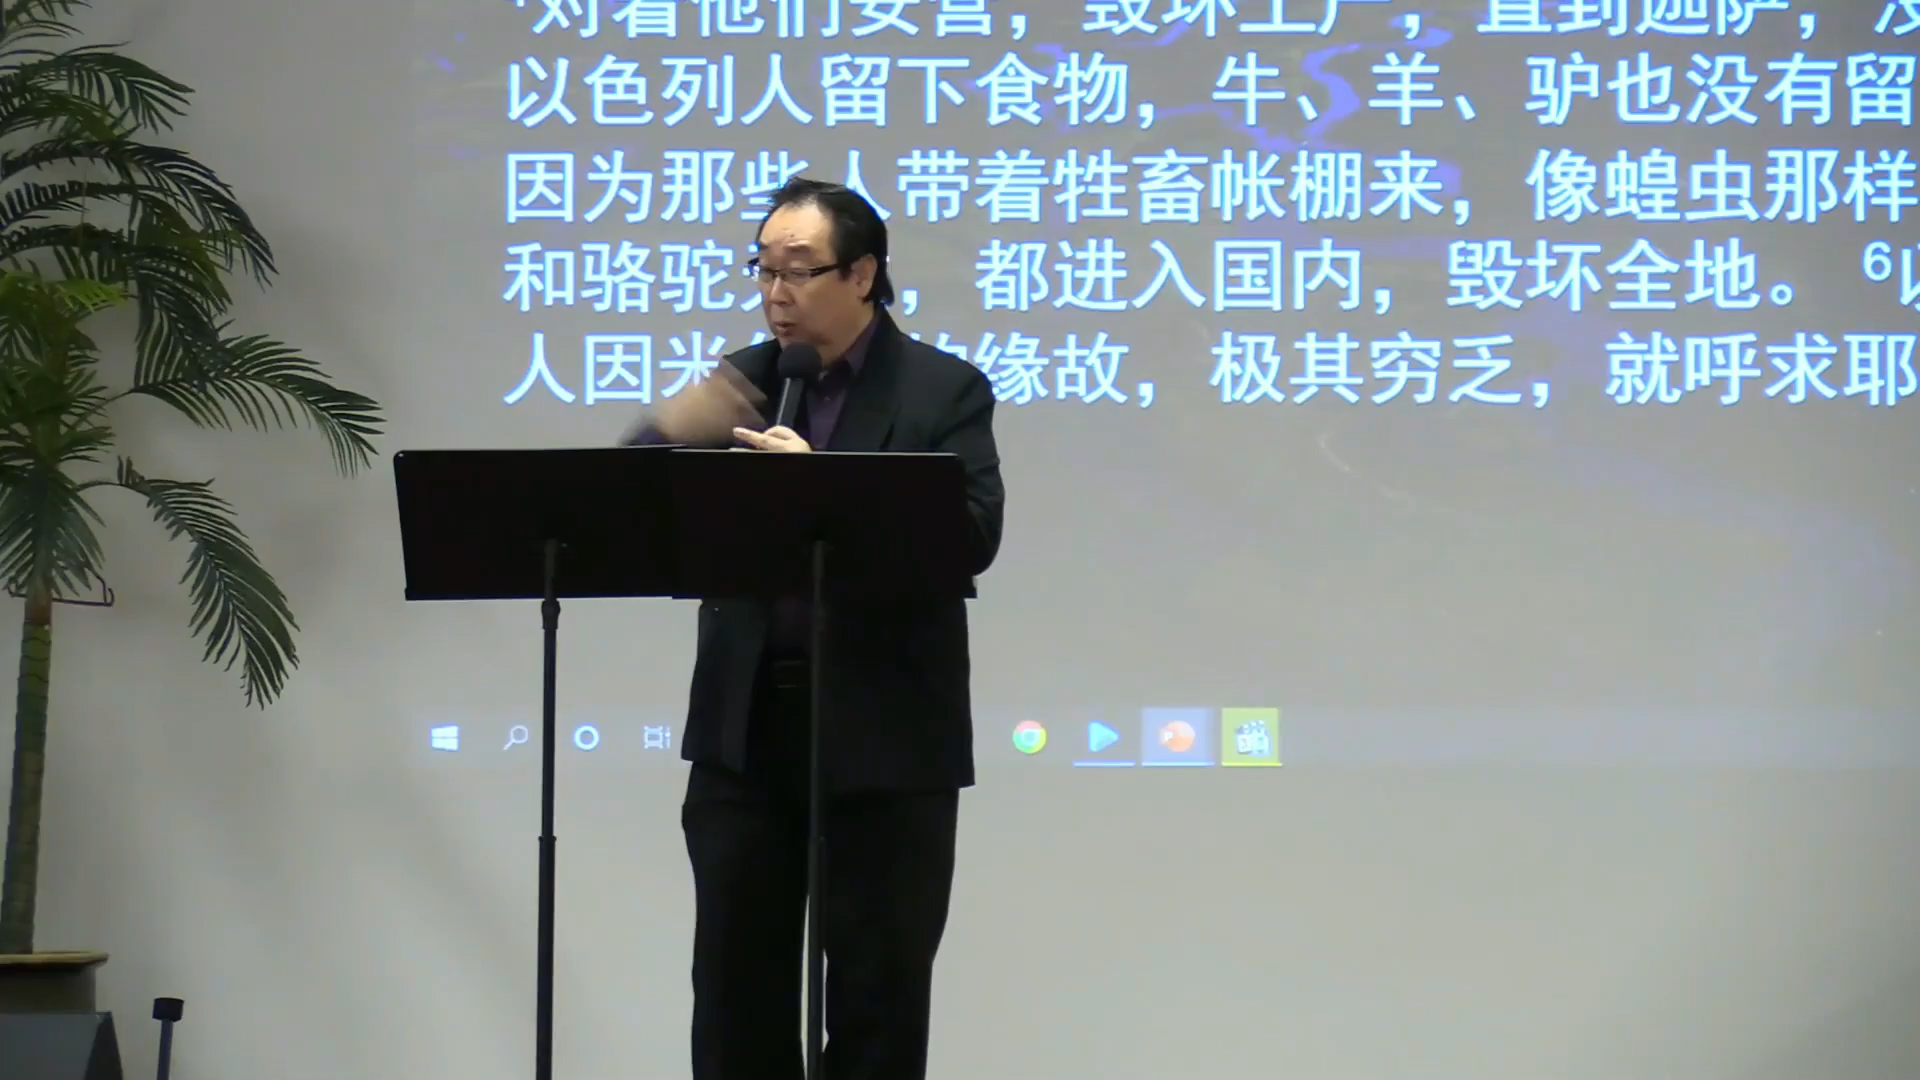 对着他们安营，毁坏土产，直到迦萨，没
以色列人留下食物，牛、羊、驴也没有留
因为那些人带着牲畜帐棚来，像蝗虫那样
和骆驼，都进入国内，毁坏全地。 6以
人因米的缘故，极其穷乏，就呼求耶